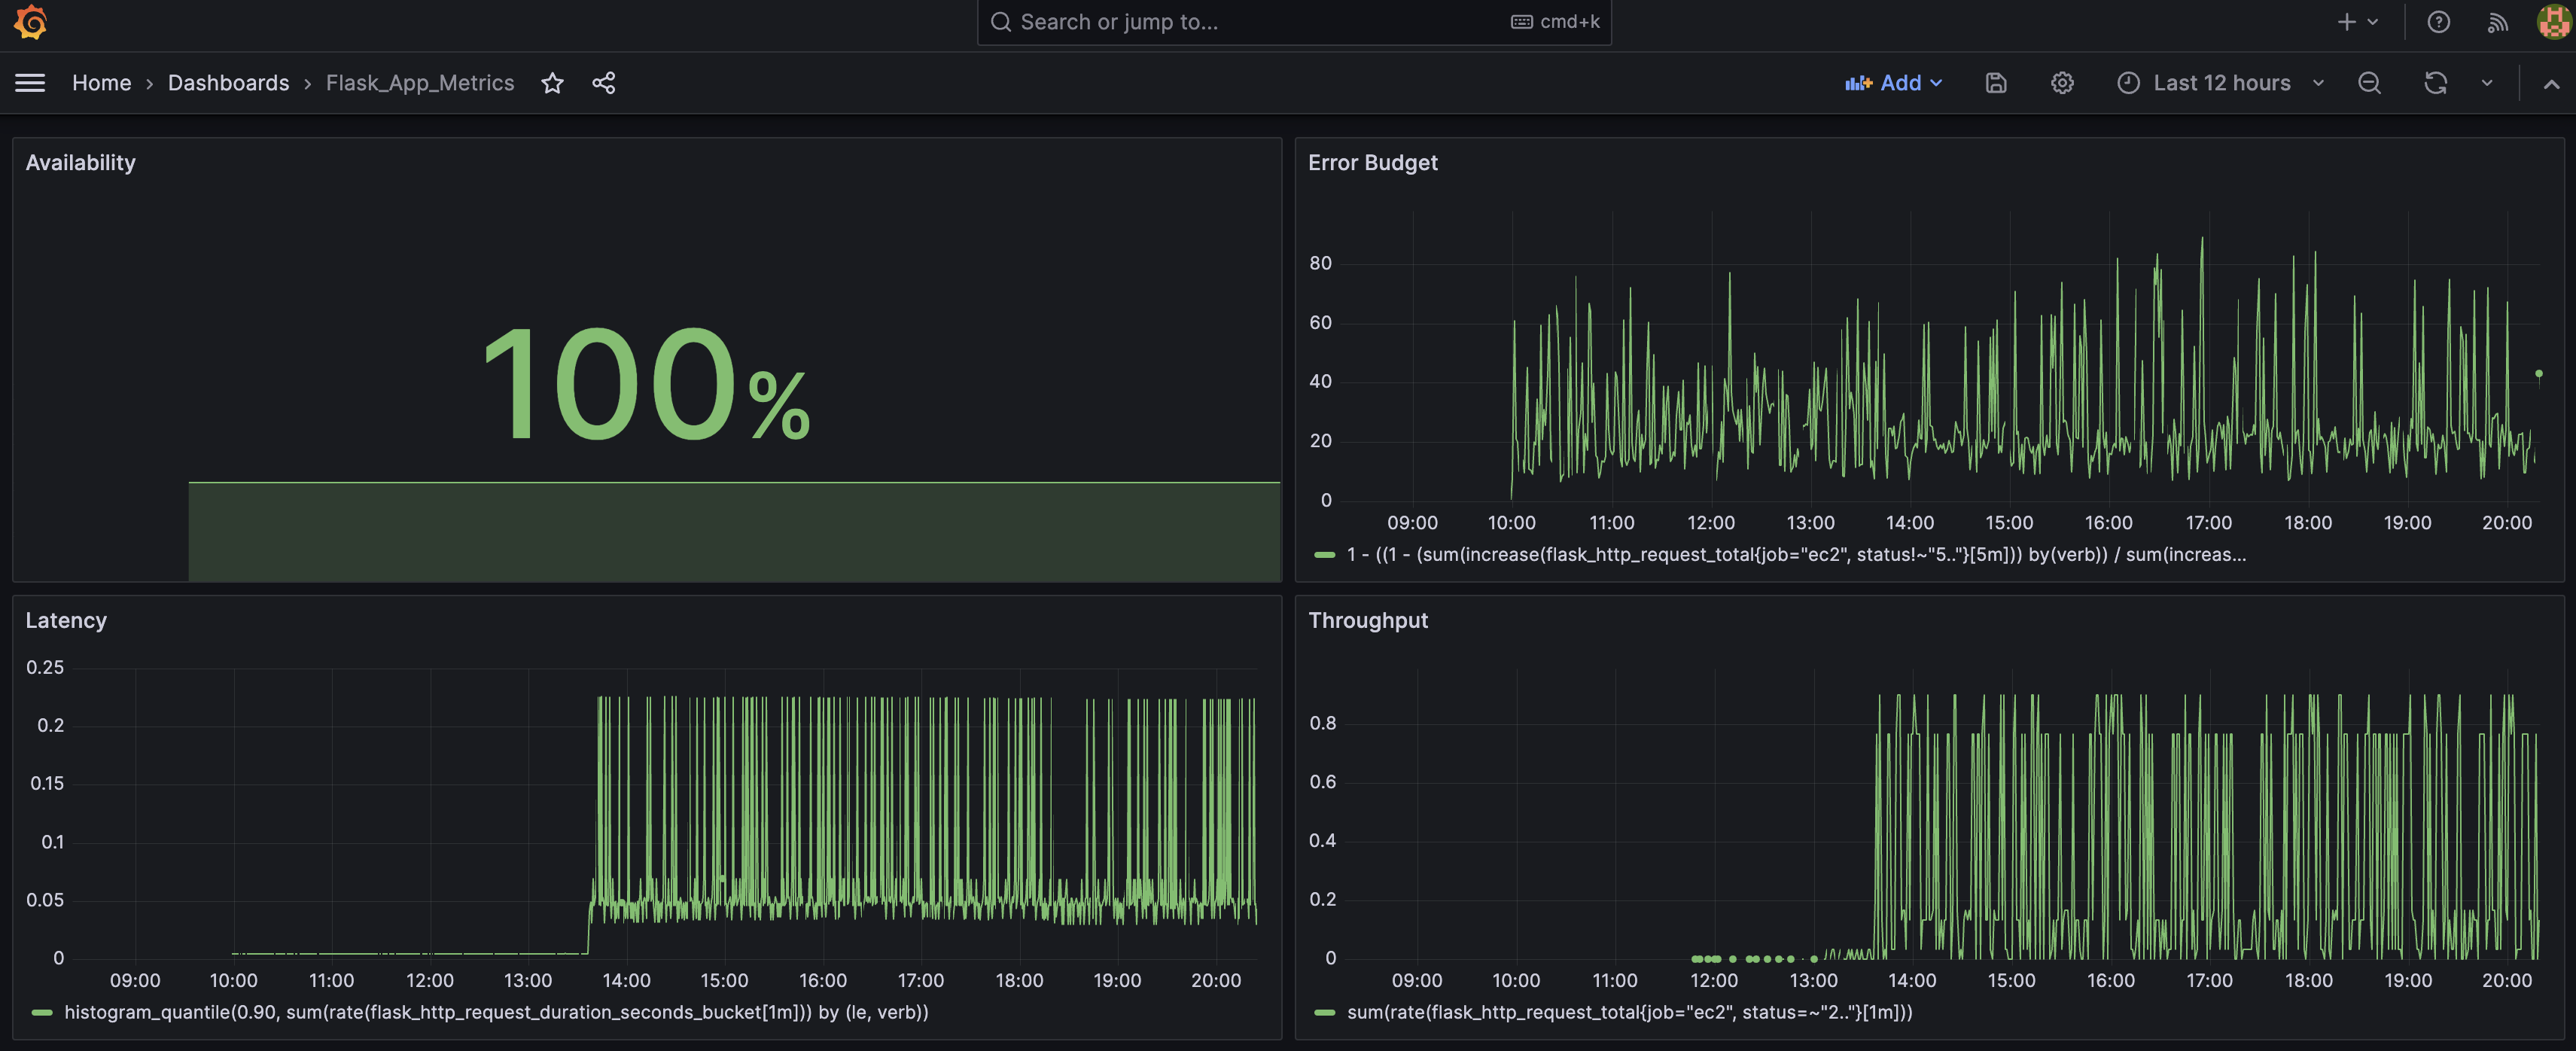 Search or jump to...
cmd+k
Home › Dashboards › Flask_App_Metrics
Add
Last 12 hours
Availability
100%
Error Budget
80
60
40
20
0
09:00 10:00 11:00 12:00 13:00 14:00 15:00 16:00 17:00 18:00 19:00 20:00
1 - ((1 - (sum(increase(flask_http_request_total{job="ec2", status!~"5.."}[5m])) by(verb)) / sum(increas...
Latency
0.25
0.2
0.15
0.1
0.05
0
09:00 10:00 11:00 12:00 13:00 14:00 15:00 16:00 17:00 18:00 19:00 20:00
histogram_quantile(0.90, sum(rate(flask_http_request_duration_seconds_bucket[1m])) by (le, verb))
Throughput
0.8
0.6
0.4
0.2
0
09:00 10:00 11:00 12:00 13:00 14:00 15:00 16:00 17:00 18:00 19:00 20:00
sum(rate(flask_http_request_total{job="ec2", status=~"2.."}[1m]))